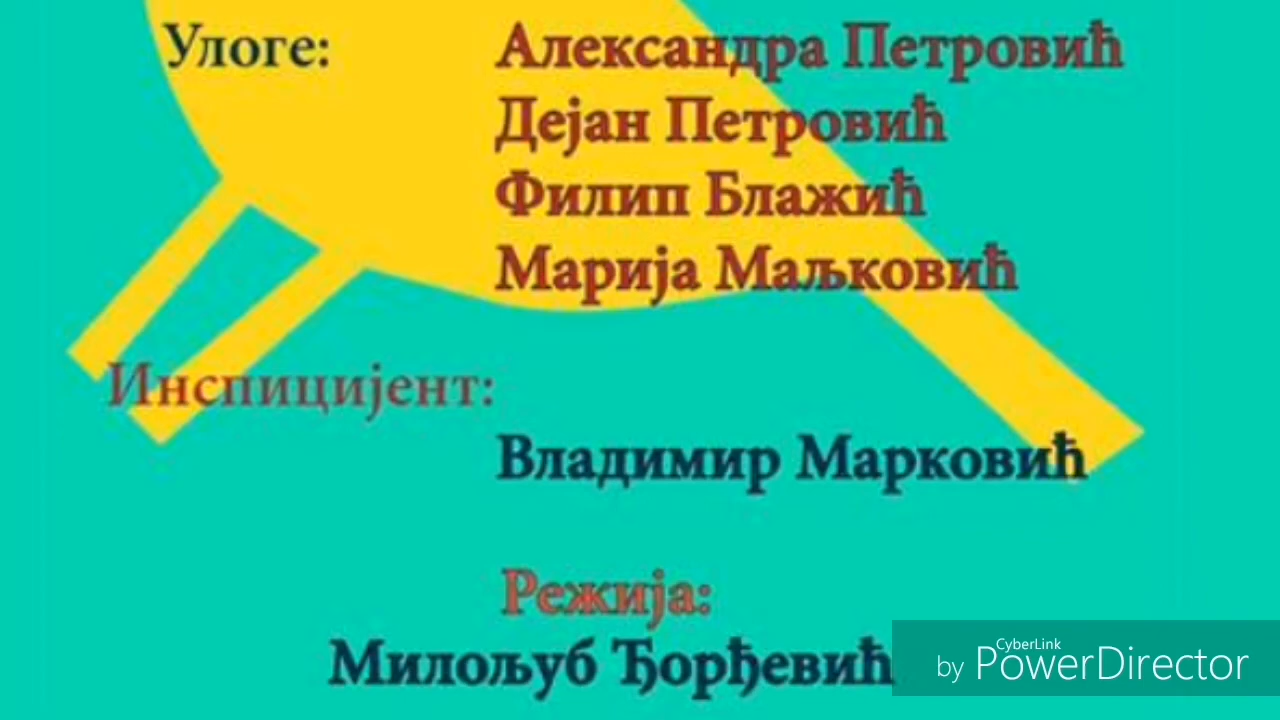 Улоге: Александра Петровић
Дејан Петровић
Филип Блажић
Марија Маљковић
Инспицијент:
Владимир Марковић
Режија:
Милољуб Ђорђевић
CyberLink
by PowerDirector